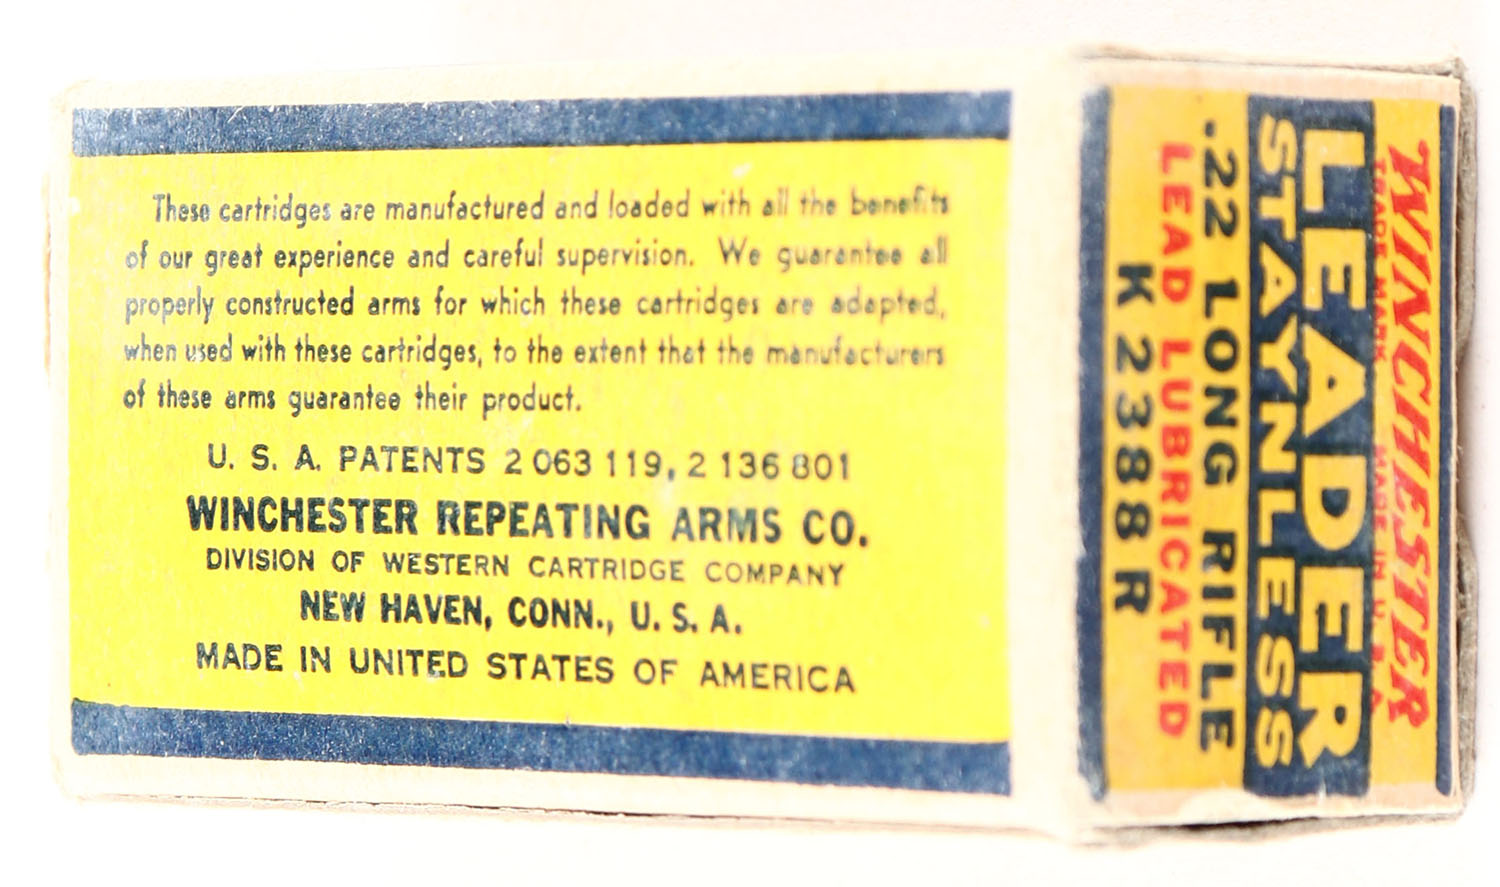 These cartridges are manufactured and loaded with all the benefits
of our great experience and careful supervision. We guarantee all
properly constructed arms for which these cartridges are adapted,
when used with these cartridges, to the extent that the manufacturers
of these arms guarantee their product.
U. S. A. PATENTS 2 063 119, 2 136 801
WINCHESTER REPEATING ARMS CO.
DIVISION OF WESTERN CARTRIDGE COMPANY
NEW HAVEN, CONN., U. S. A.
MADE IN UNITED STATES OF AMERICA
WINCHESTER
TRADE MARK MADE IN U. S. A.
LEADER
STAYNLESS
.22 LONG RIFLE
LEAD LUBRICATED
K 2388 R